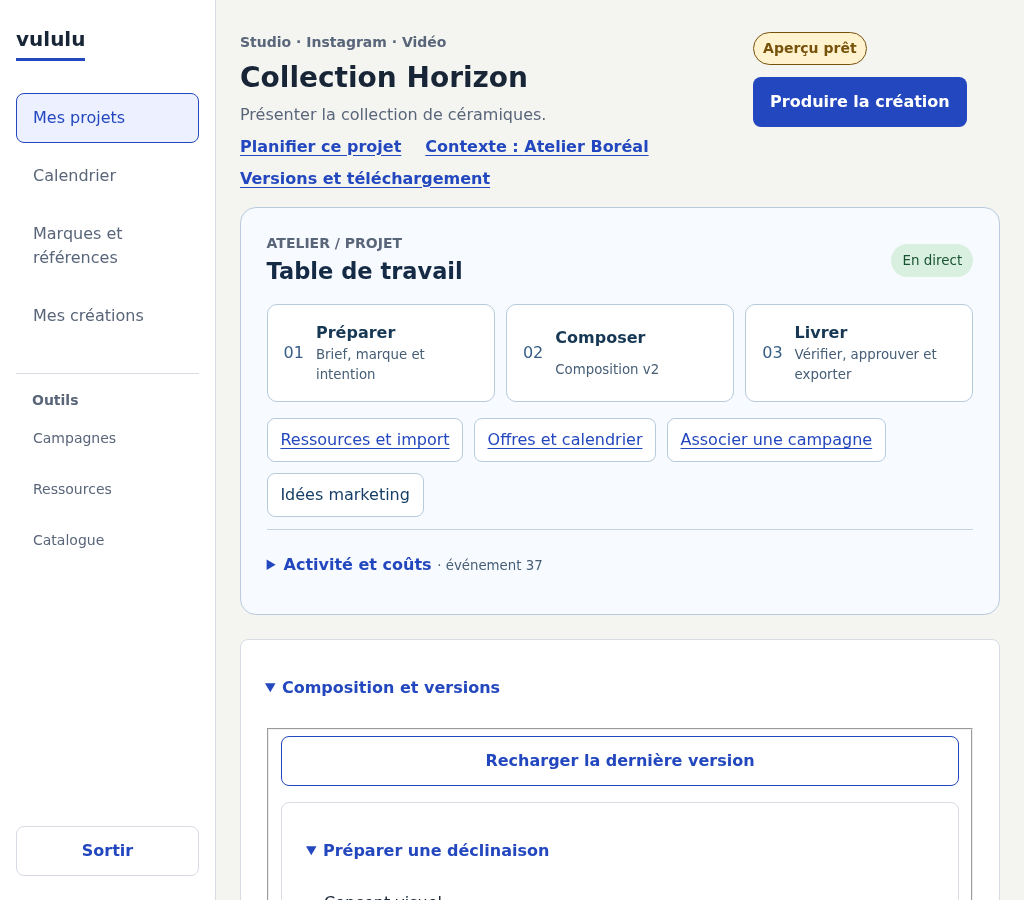 vululu
Mes projets
Calendrier
Marques et
références
Mes créations
Outils
Campagnes
Ressources
Catalogue
Sortir
Studio · Instagram · Vidéo
Collection Horizon
Présenter la collection de céramiques.
Planifier ce projet
Contexte : Atelier Boréal
Versions et téléchargement
Aperçu prêt
Produire la création
ATELIER / PROJET
Table de travail
En direct
01
Préparer
Brief, marque et
intention
02
Composer
Composition v2
03
Livrer
Vérifier, approuver et
exporter
Ressources et import
Offres et calendrier
Associer une campagne
Idées marketing
Activité et coûts · événement 37
Composition et versions
Recharger la dernière version
Préparer une déclinaison
Concept visuel